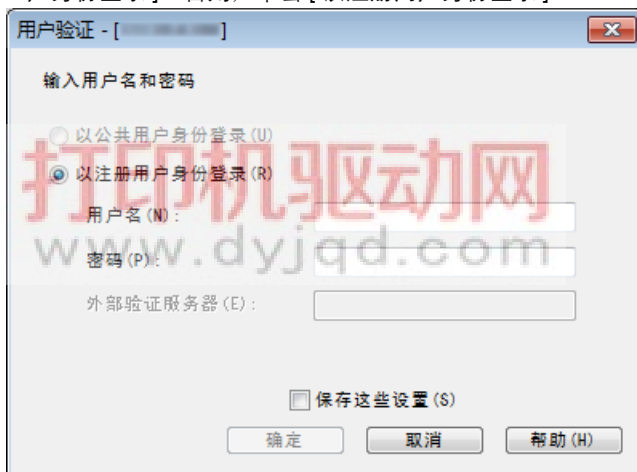 用户验证 - [ ]
输入用户名和密码
以公共用户身份登录(U)
以注册用户身份登录(R)
用户名(N):
密码(P):
外部验证服务器(E):
保存这些设置(S)
确定 取消 帮助(H)
打印机驱动网
www.dyjqd.com